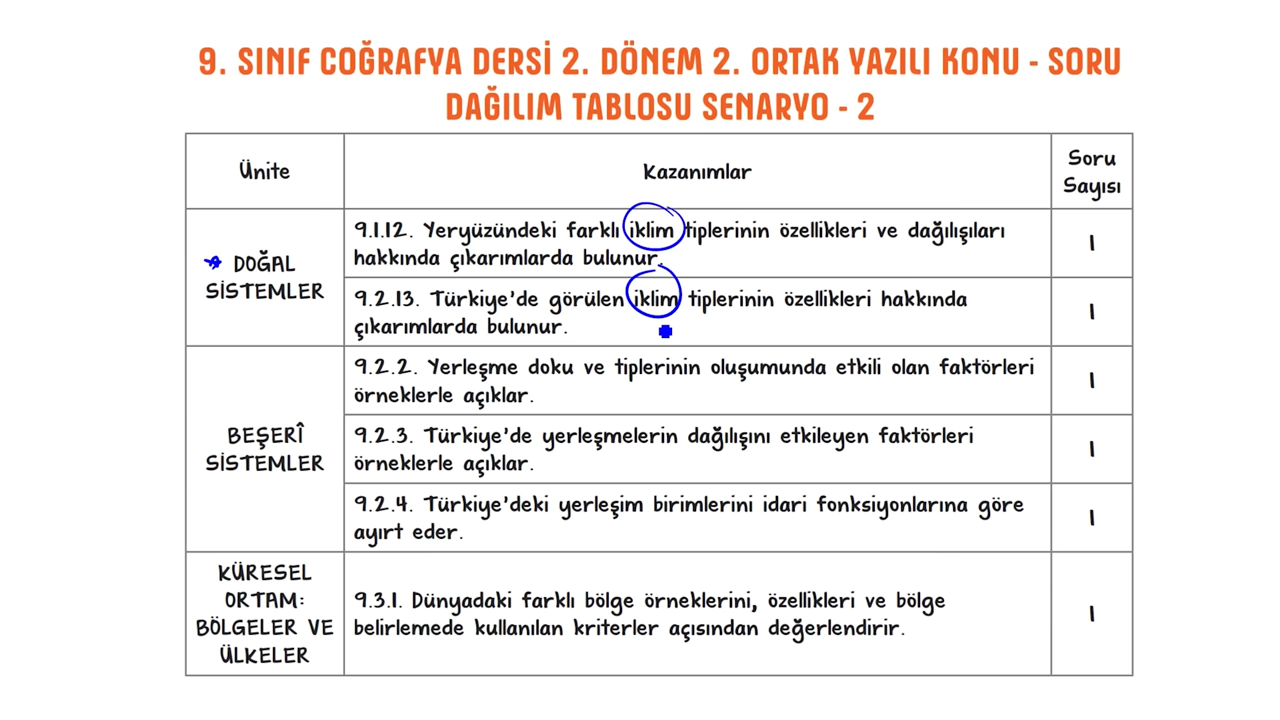 9. SINIF COĞRAFYA DERSİ 2. DÖNEM 2. ORTAK YAZILI KONU - SORU
DAĞILIM TABLOSU SENARYO - 2
Ünite
Kazanımlar
Soru
Sayısı
DOĞAL
SİSTEMLER
9.1.12. Yeryüzündeki farklı iklim tiplerinin özellikleri ve dağılışıları
hakkında çıkarımlarda bulunur.
1
9.2.13. Türkiye'de görülen iklim tiplerinin özellikleri hakkında
çıkarımlarda bulunur.
1
BEŞERÎ
SİSTEMLER
9.2.2. Yerleşme doku ve tiplerinin oluşumunda etkili olan faktörleri
örneklerle açıklar.
1
9.2.3. Türkiye'de yerleşmelerin dağılışını etkileyen faktörleri
örneklerle açıklar.
1
9.2.4. Türkiye'deki yerleşim birimlerini idari fonksiyonlarına göre
ayırt eder.
1
KÜRESEL
ORTAM:
BÖLGELER VE
ÜLKELER
9.3.1. Dünyadaki farklı bölge örneklerini, özellikleri ve bölge
belirlemede kullanılan kriterler açısından değerlendirir.
1